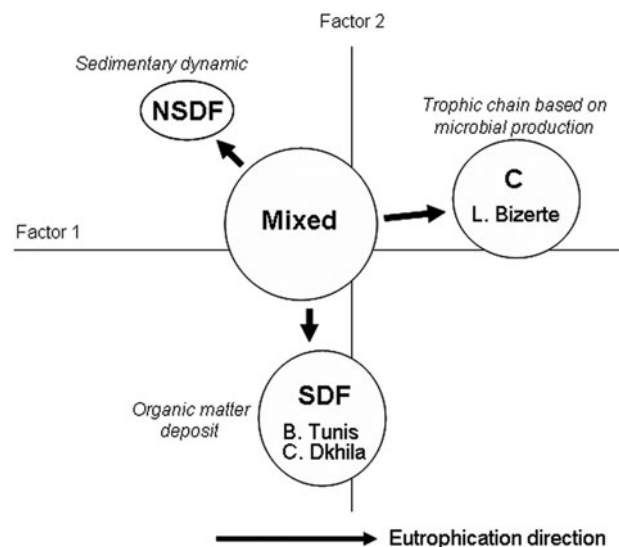 Factor 2
Sedimentary dynamic
NSDF
Trophic chain based on
microbial production
C
L. Bizerte
Mixed
Factor 1
SDF
B. Tunis
C. Dkhila
Organic matter
deposit
Eutrophication direction